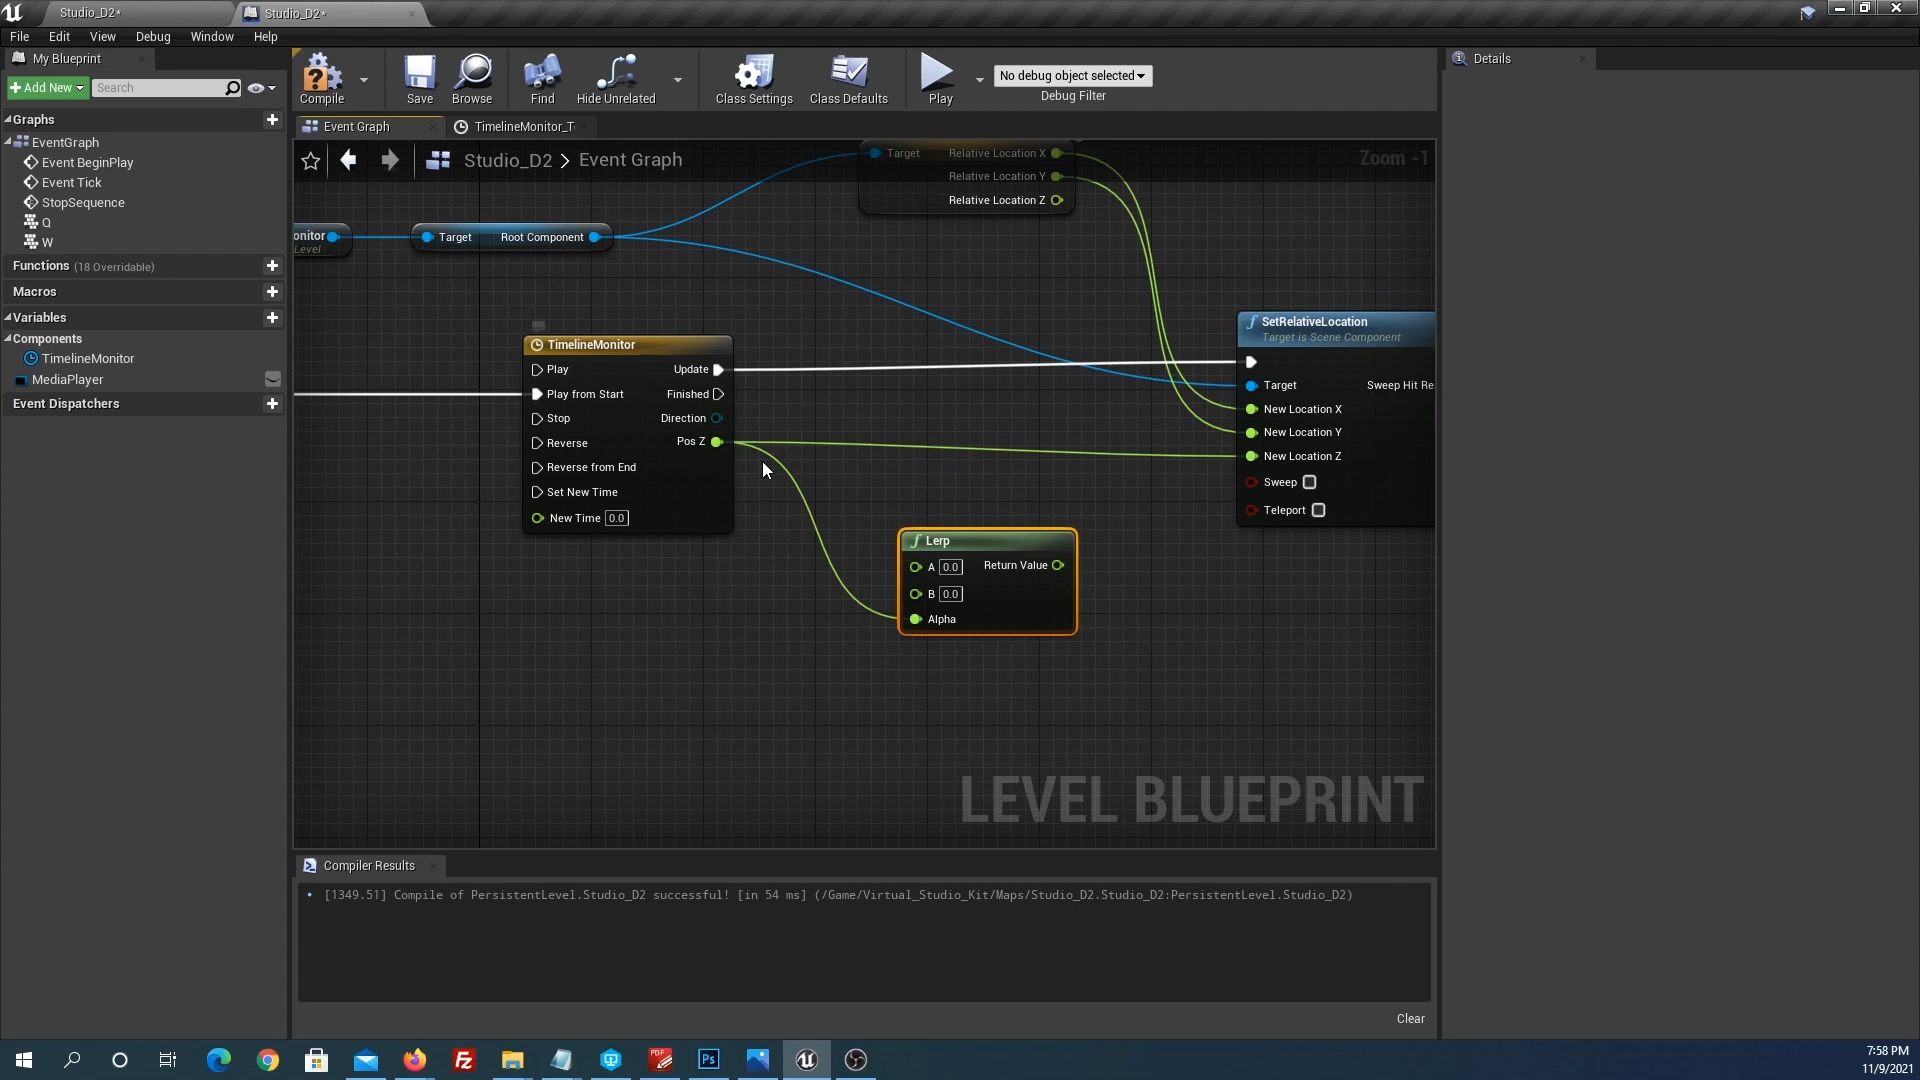 Studio_D2*
Studio_D2*
File Edit View Debug Window Help
My Blueprint
Add New
Search
Graphs
EventGraph
Event BeginPlay
Event Tick
StopSequence
Q
W
Functions (18 Overridable)
Macros
Variables
Components
TimelineMonitor
MediaPlayer
Event Dispatchers
Compile
Save
Browse
Find
Hide Unrelated
Class Settings
Class Defaults
Play
No debug object selected
Debug Filter
Details
Event Graph
TimelineMonitor_T
Studio_D2 > Event Graph
Zoom -1
Target
Relative Location X
Relative Location Y
Relative Location Z
onitor
Level
Target
Root Component
TimelineMonitor
Play
Update
Play from Start
Finished
Stop
Direction
Reverse
Pos Z
Reverse from End
Set New Time
New Time 0.0
Lerp
A 0.0
Return Value
B 0.0
Alpha
SetRelativeLocation
Target is Scene Component
Target
Sweep Hit Re
New Location X
New Location Y
New Location Z
Sweep
Teleport
LEVEL BLUEPRINT
Compiler Results
[1349.51] Compile of PersistentLevel.Studio_D2 successful! [in 54 ms] (/Game/Virtual_Studio_Kit/Maps/Studio_D2.Studio_D2:PersistentLevel.Studio_D2)
Clear
Fz
PDF
Ps
7:58 PM
11/9/2021